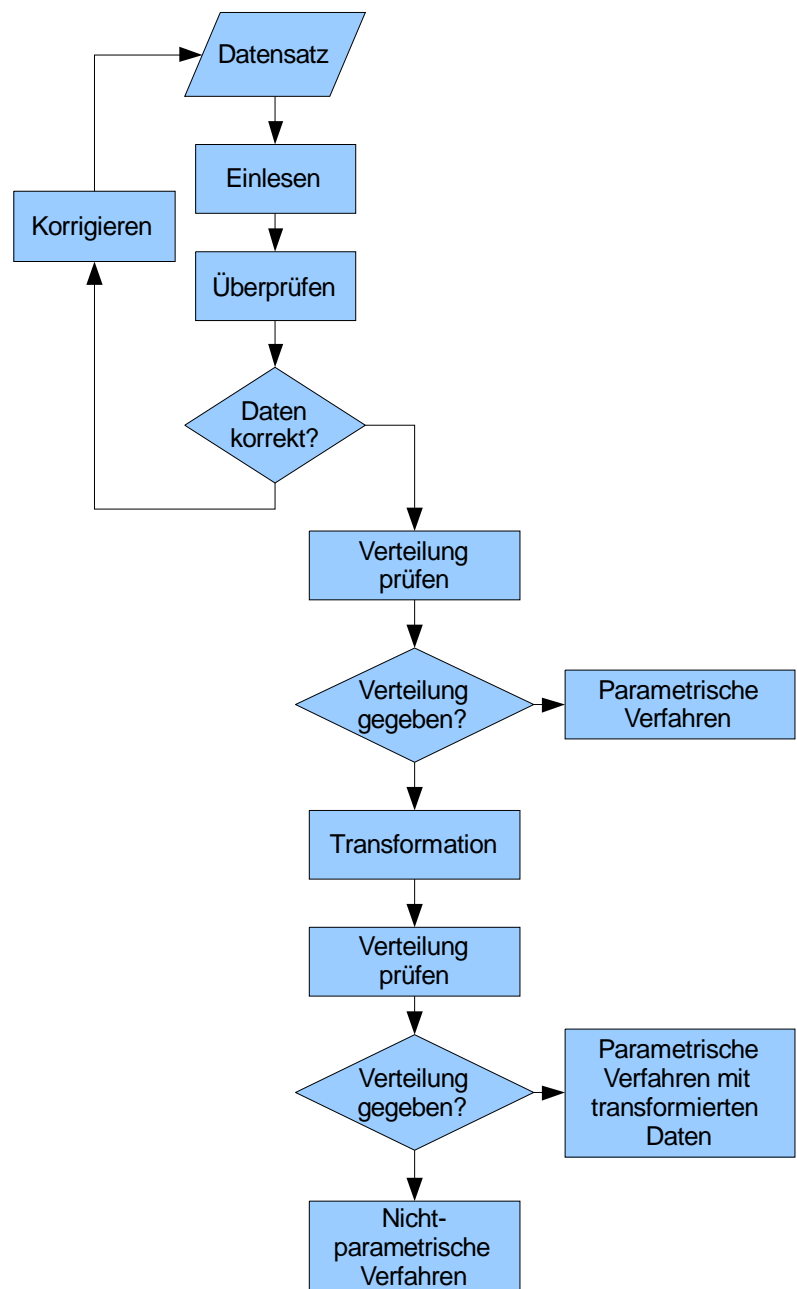 Datensatz
Einlesen
Korrigieren
Überprüfen
Daten
korrekt?
Verteilung
prüfen
Verteilung
gegeben?
Parametrische
Verfahren
Transformation
Verteilung
prüfen
Verteilung
gegeben?
Parametrische
Verfahren mit
transformierten
Daten
Nicht-
parametrische
Verfahren